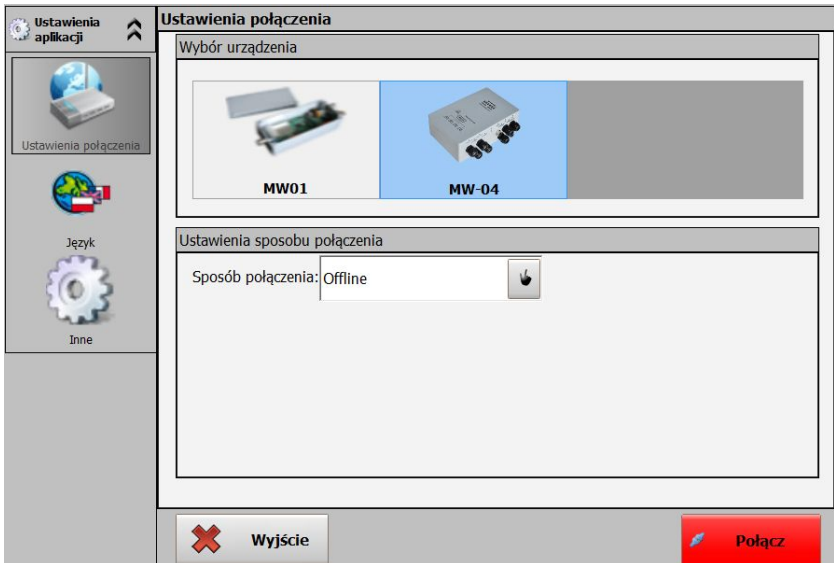 Ustawienia
aplikacji
Ustawienia połączenia
Język
Inne
Ustawienia połączenia
Wybór urządzenia
MW01
MW-04
Ustawienia sposobu połączenia
Sposób połączenia: Offline
Wyjście
Połącz